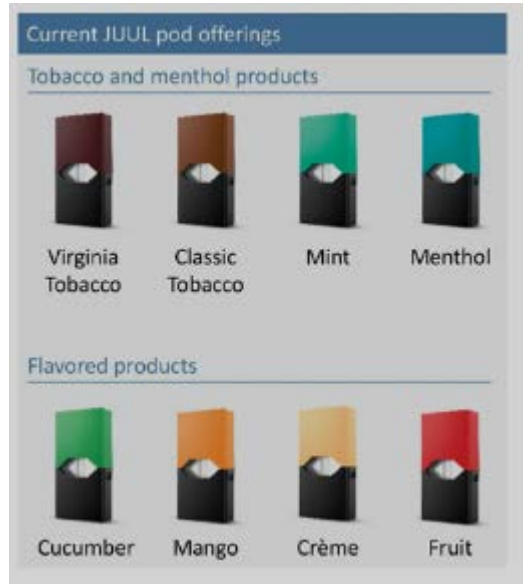 Current JUUL pod offerings
Tobacco and menthol products
Virginia Tobacco
Classic Tobacco
Mint
Menthol
Flavored products
Cucumber
Mango
Crème
Fruit